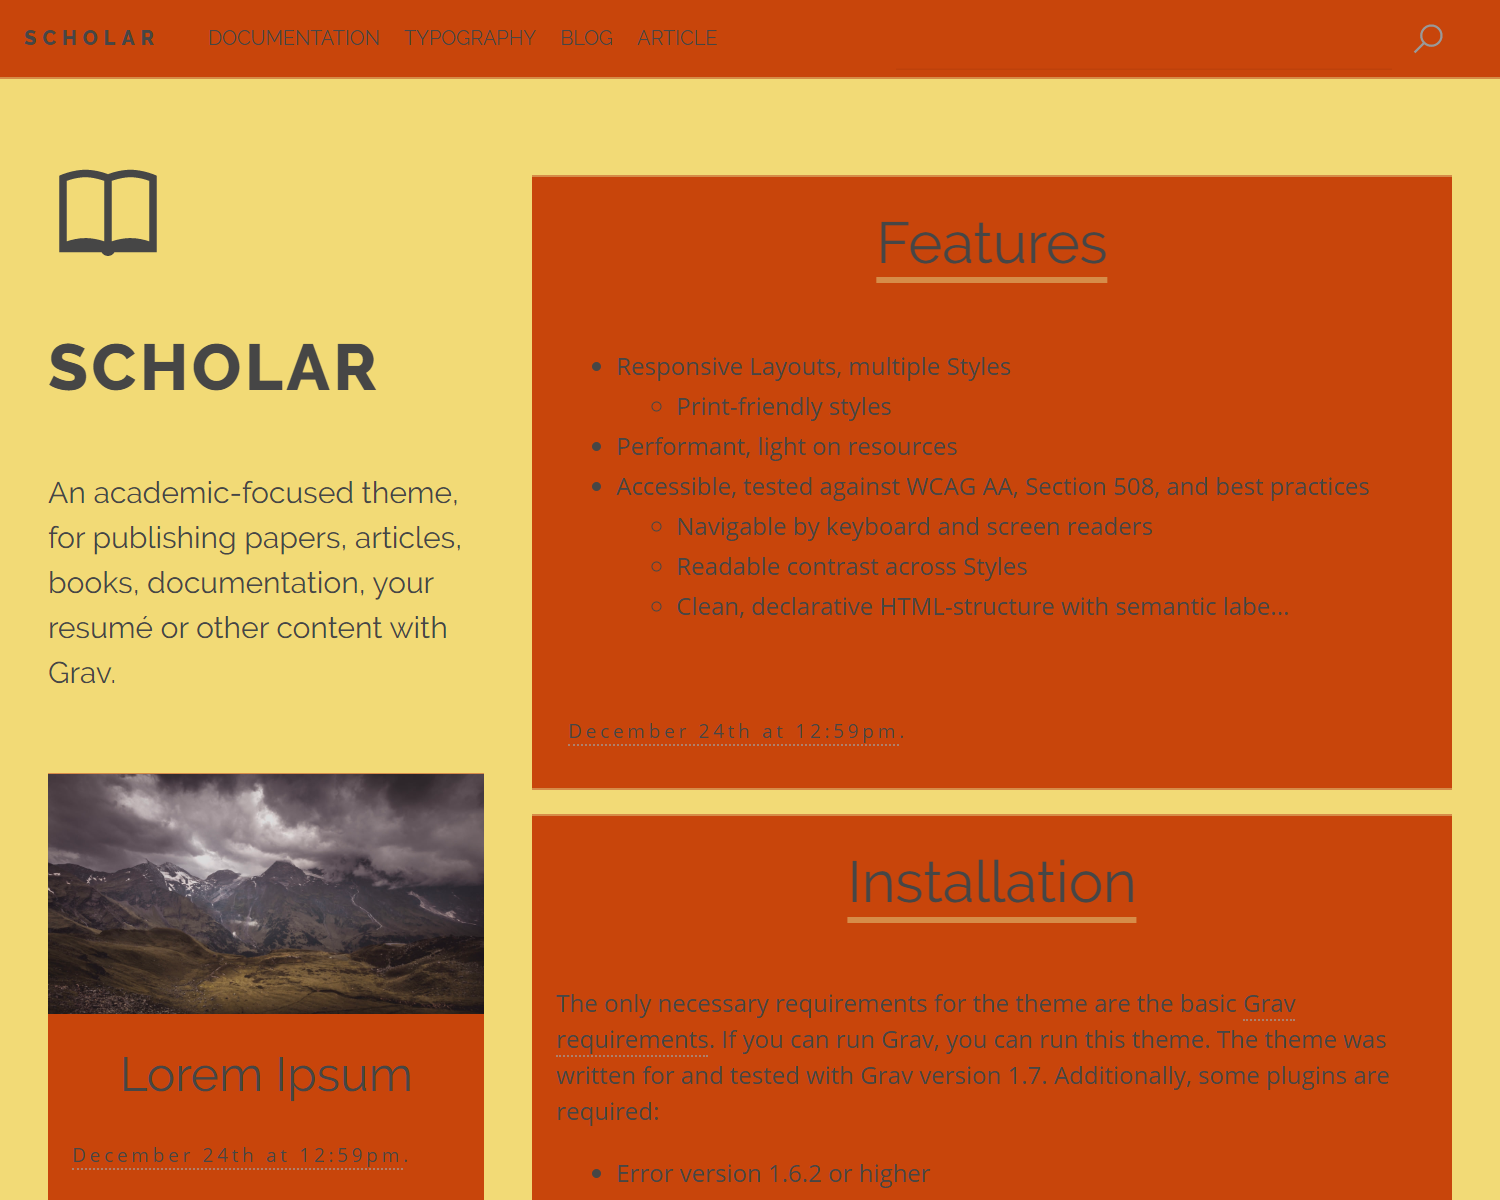 SCHOLAR
DOCUMENTATION TYPOGRAPHY BLOG ARTICLE
SCHOLAR
An academic-focused theme,
for publishing papers, articles,
books, documentation, your
resumé or other content with
Grav.
Lorem Ipsum
December 24th at 12:59pm.
Features
Responsive Layouts, multiple Styles
Print-friendly styles
Performant, light on resources
Accessible, tested against WCAG AA, Section 508, and best practices
Navigable by keyboard and screen readers
Readable contrast across Styles
Clean, declarative HTML-structure with semantic labe...
December 24th at 12:59pm.
Installation
The only necessary requirements for the theme are the basic Grav
requirements. If you can run Grav, you can run this theme. The theme was
written for and tested with Grav version 1.7. Additionally, some plugins are
required:
Error version 1.6.2 or higher